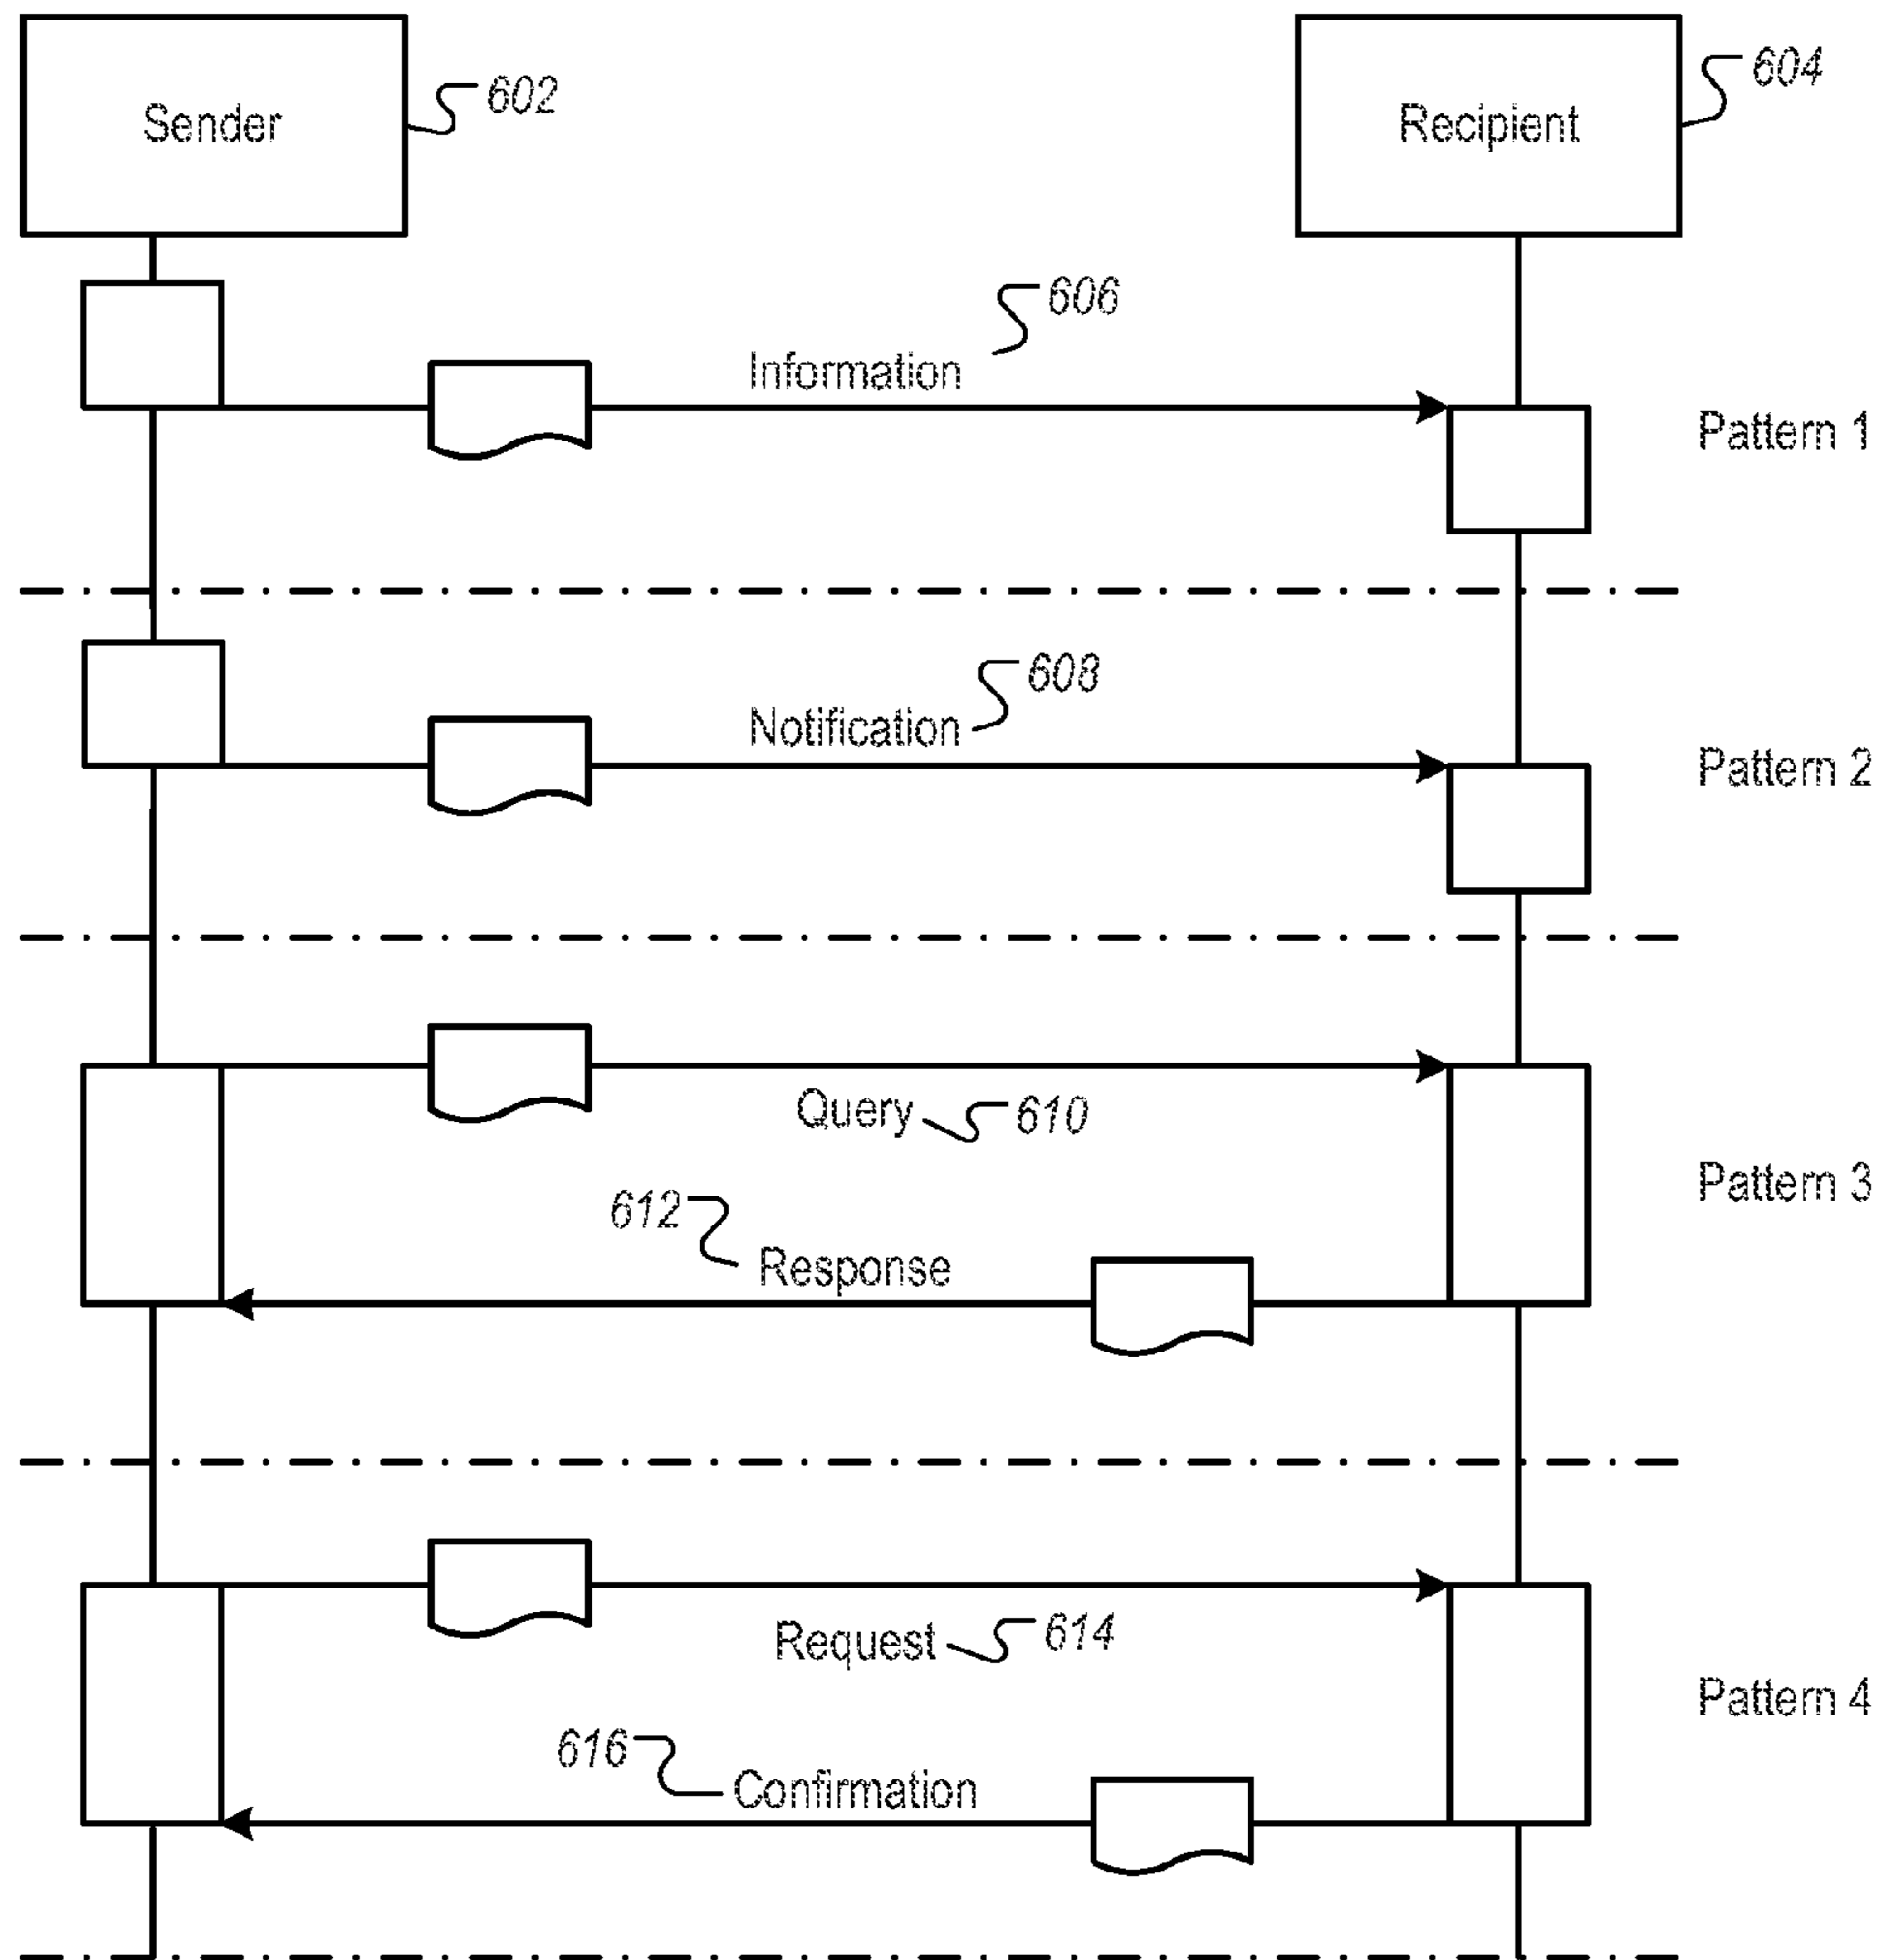 Sender
602
Recipient
604
606
Information
Pattern 1
608
Notification
Pattern 2
Query
610
Pattern 3
612
Response
Request
614
Pattern 4
616
Confirmation